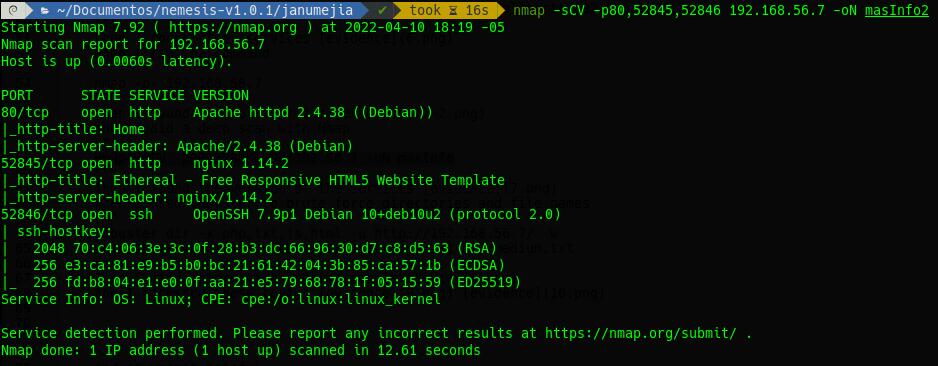 ~/Documentos/nemesis-v1.0.1/janumejia ✔ took ⌛ 16s nmap -sCV -p80,52845,52846 192.168.56.7 -oN masInfo2
Starting Nmap 7.92 ( https://nmap.org ) at 2022-04-10 18:19 -05
Nmap scan report for 192.168.56.7
Host is up (0.0060s latency).
PORT      STATE SERVICE VERSION
80/tcp    open  http    Apache httpd 2.4.38 ((Debian))
|_http-title: Home
|_http-server-header: Apache/2.4.38 (Debian)
52845/tcp open  http    nginx 1.14.2
|_http-title: Ethereal - Free Responsive HTML5 Website Template
|_http-server-header: nginx/1.14.2
52846/tcp open  ssh     OpenSSH 7.9p1 Debian 10+deb10u2 (protocol 2.0)
| ssh-hostkey:
|   2048 70:c4:06:3e:3c:0f:28:b3:dc:66:96:30:d7:c8:d5:63 (RSA)
|   256 e3:ca:81:e9:b5:b0:bc:21:61:42:04:3b:85:ca:57:1b (ECDSA)
|_  256 fd:b8:04:e1:e0:0f:aa:21:e5:79:68:78:1f:05:15:59 (ED25519)
Service Info: OS: Linux; CPE: cpe:/o:linux:linux_kernel
Service detection performed. Please report any incorrect results at https://nmap.org/submit/ .
Nmap done: 1 IP address (1 host up) scanned in 12.61 seconds